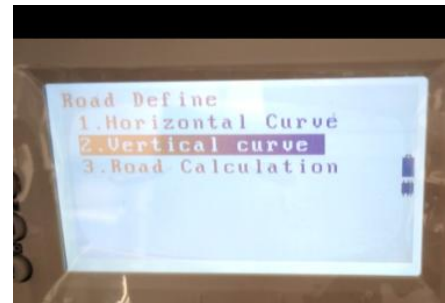 Road Define
1.Horizontal Curve
2.Vertical curve
3.Road Calculation